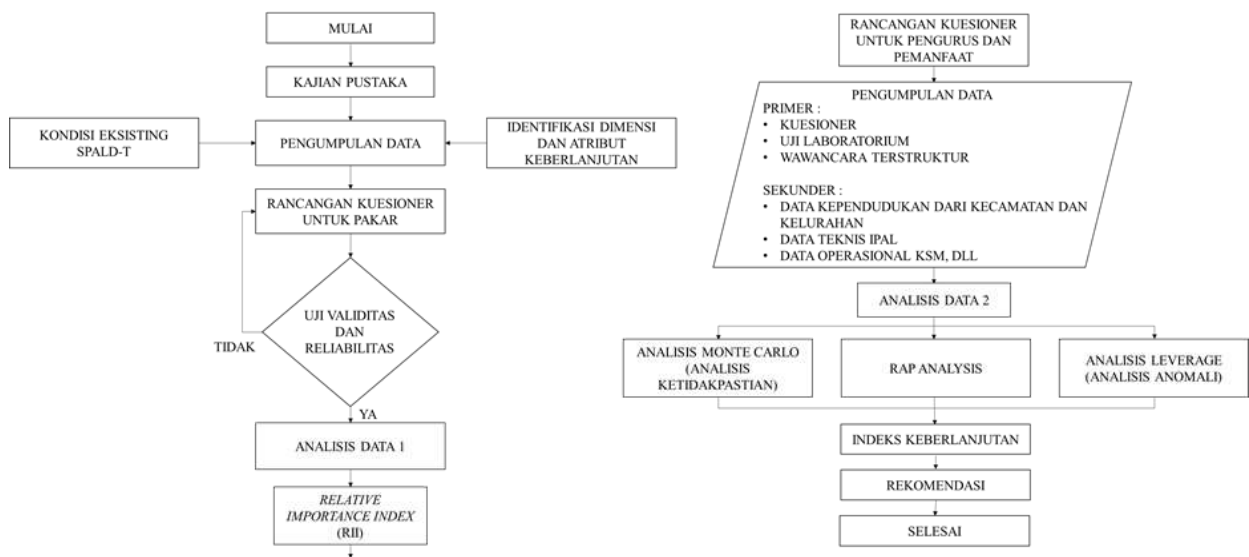 MULAI
KAJIAN PUSTAKA
KONDISI EKSISTING
SPALD-T
PENGUMPULAN DATA
IDENTIFIKASI DIMENSI
DAN ATRIBUT
KEBERLANJUTAN
RANCANGAN KUESIONER
UNTUK PAKAR
UJI VALIDITAS
DAN
RELIABILITAS
TIDAK
YA
ANALISIS DATA 1
RELATIVE
IMPORTANCE INDEX
(RII)
RANCANGAN KUESIONER
UNTUK PENGURUS DAN
PEMANFAAT
PENGUMPULAN DATA
PRIMER :
• KUESIONER
• UJI LABORATORIUM
• WAWANCARA TERSTRUKTUR
SEKUNDER :
• DATA KEPENDUDUKAN DARI KECAMATAN DAN
KELURAHAN
• DATA TEKNIS IPAL
• DATA OPERASIONAL KSM, DLL
ANALISIS DATA 2
ANALISIS MONTE CARLO
(ANALISIS
KETIDAKPASTIAN)
RAP ANALYSIS
ANALISIS LEVERAGE
(ANALISIS ANOMALI)
INDEKS KEBERLANJUTAN
REKOMENDASI
SELESAI